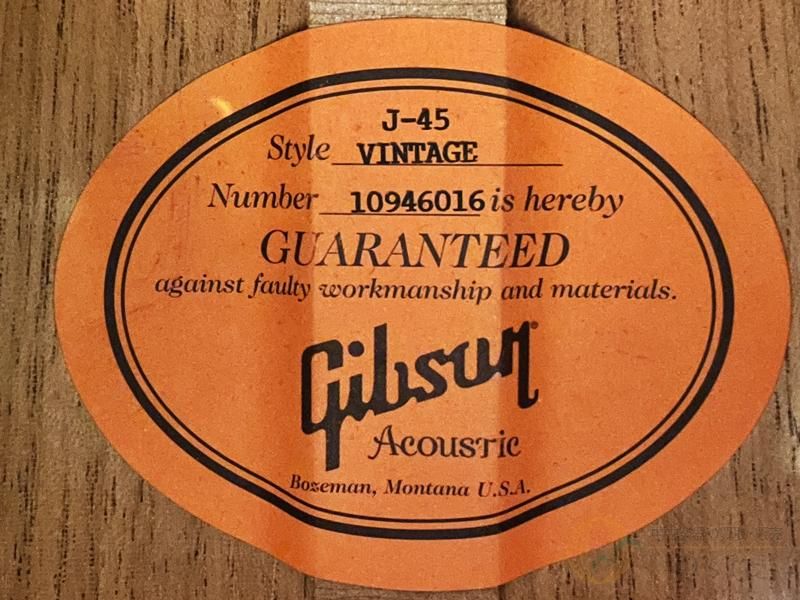 J-45
Style VINTAGE
Number 10946016 is hereby
GUARANTEED
against faulty workmanship and materials.
Gibson
Acoustic
Bozeman, Montana U.S.A.